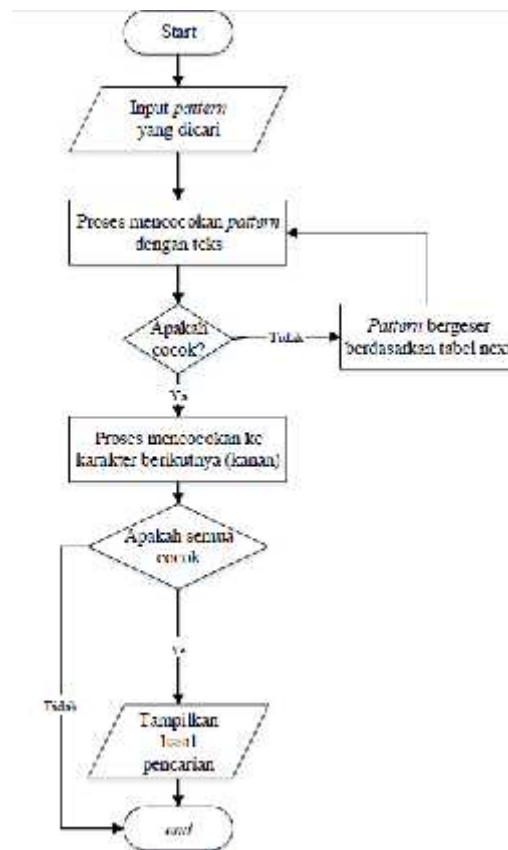 Start
Input pattern
yang dicari
Proses mencocokan pattern
dengan teks
Apakah
cocok?
Tidak
Pattern bergeser
berdasarkan tabel next
Ya
Proses mencocokan ke
karakter berikutnya (kanan)
Apakah semua
cocok
Ya
Tidak
Tampilkan
hasil
pencarian
end